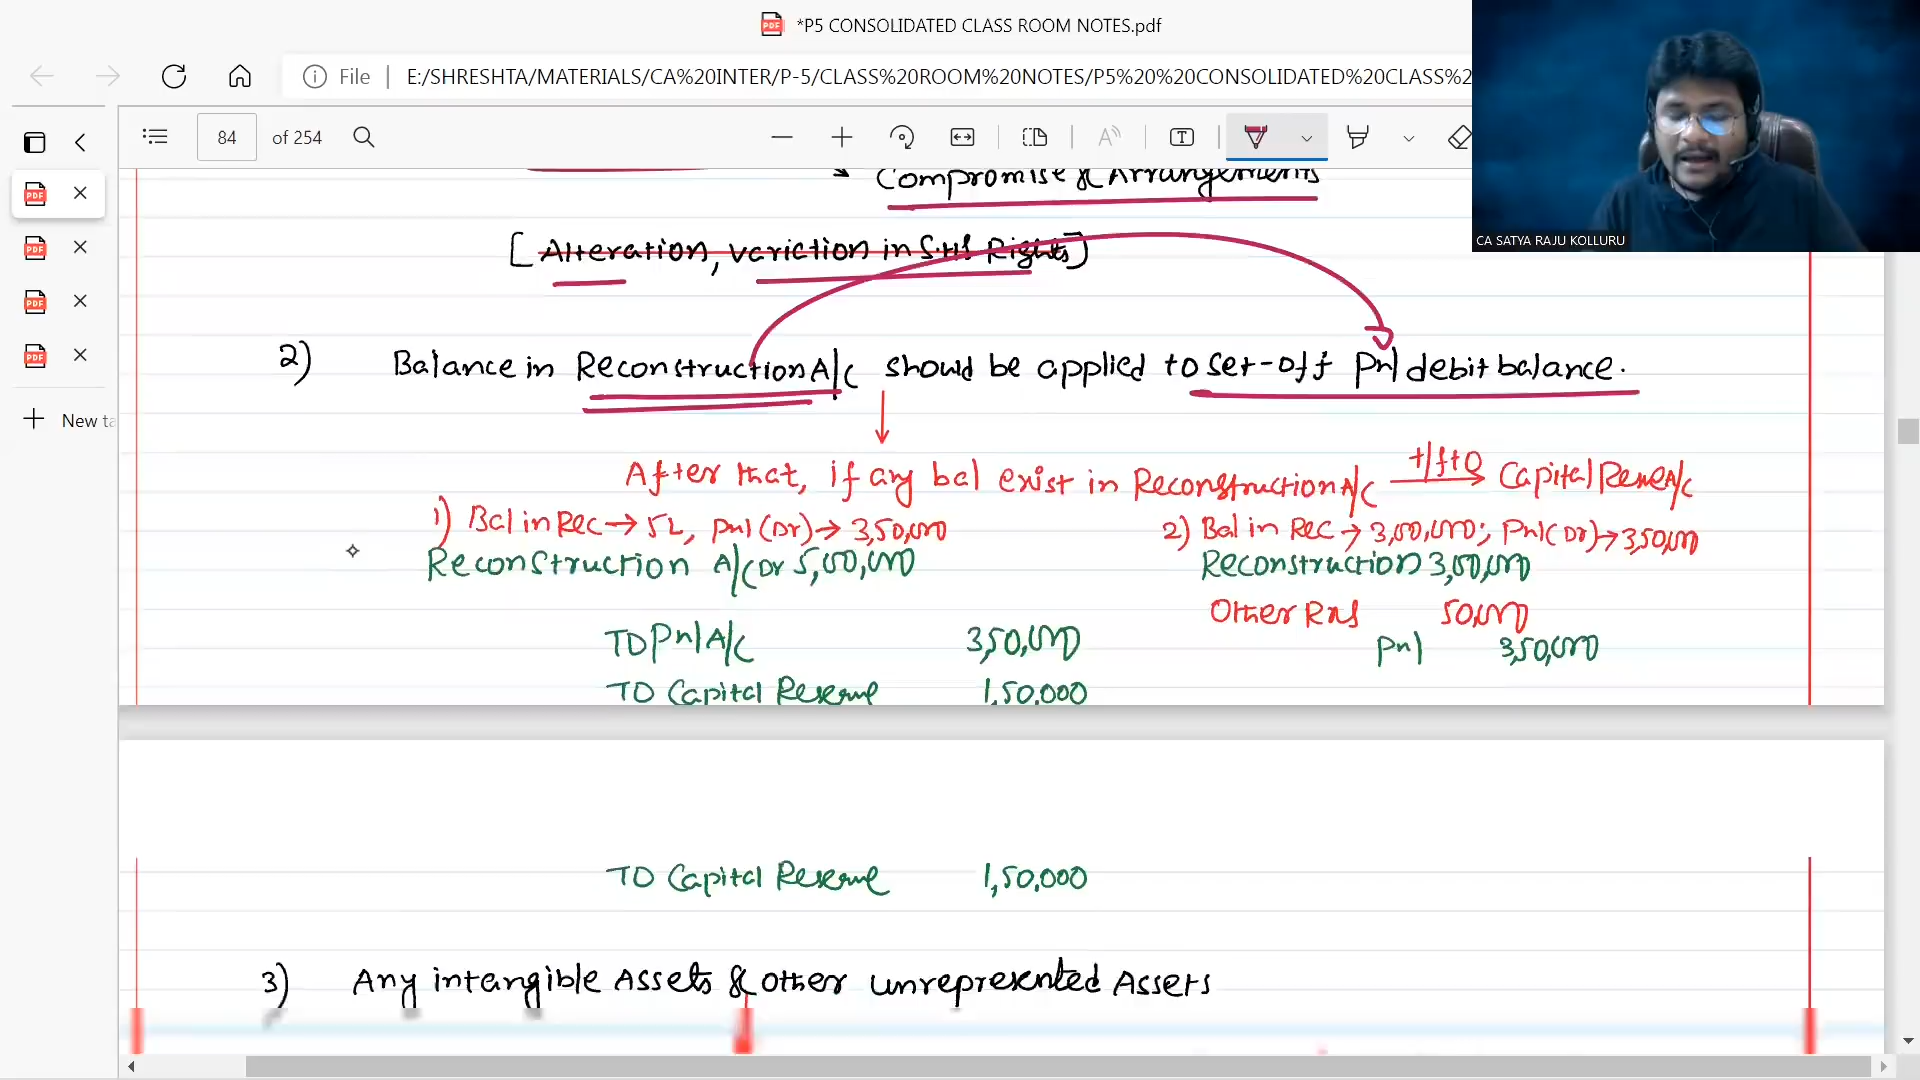 *P5 CONSOLIDATED CLASS ROOM NOTES.pdf
File | E:/SHRESHTA/MATERIALS/CA%20INTER/P-5/CLASS%20ROOM%20NOTES/P5%20%20CONSOLIDATED%20CLASS%2
84 of 254
CA SATYA RAJU KOLLURU
New ta
Compromise & Arrangements
[Alteration, variation in S.H's Rights]
2) Balance in Reconstruction A/c should be applied to set-off Pnl debit balance.
After that, if any bal exist in Reconstruction A/c t/f to Capital Reserve A/c
1) Bal in Rec → 5L, Pnl (Dr) → 3,50,000
2) Bal in Rec → 3,00,000; Pnl (Dr) → 3,50,000
Reconstruction A/c Dr 5,00,000
Reconstruction 3,00,000
Other R&S 50,000
TO Pnl A/c 3,50,000
Pnl 3,50,000
TO Capital Reserve 1,50,000
TO Capital Reserve 1,50,000
3) Any intangible Assets & other unrepresented Assets